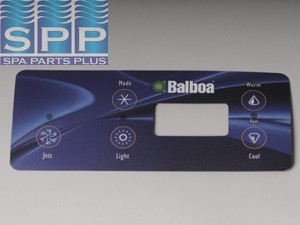 SPP
SPA PARTS PLUS
Mode
Balboa
Warm
Heat
Jets
Light
Cool